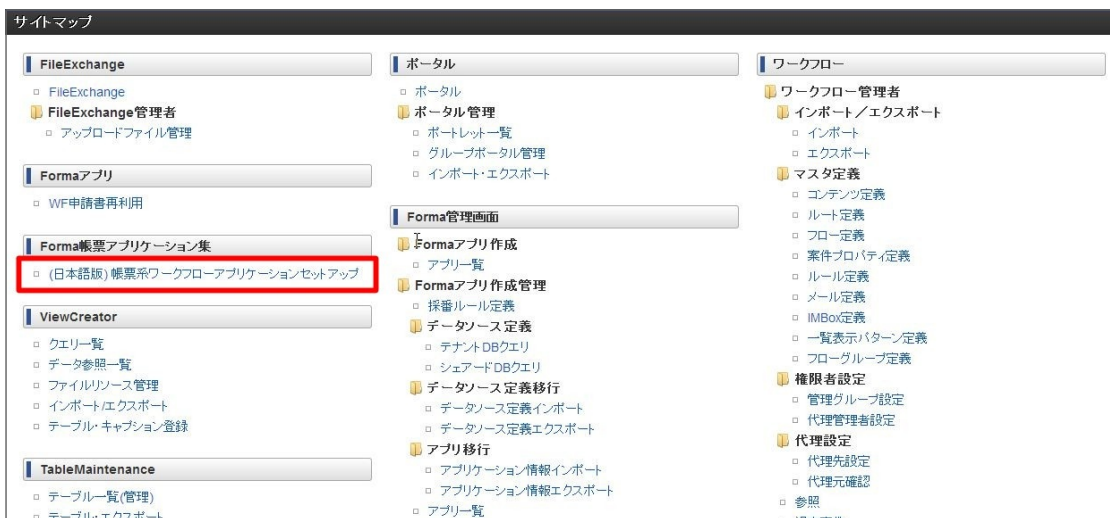 サイトマップ
FileExchange
FileExchange
FileExchange管理者
アップロードファイル管理
Formaアプリ
WF申請書再利用
Forma帳票アプリケーション集
(日本語版) 帳票系ワークフローアプリケーションセットアップ
ViewCreator
クエリ一覧
データ参照一覧
ファイルリソース管理
インポート/エクスポート
テーブル・キャプション登録
TableMaintenance
テーブル一覧(管理)
テーブル・エクスポート
ポータル
ポータル
ポータル管理
ポートレット一覧
グループポータル管理
インポート・エクスポート
Forma管理画面
Formaアプリ作成
アプリ一覧
Formaアプリ作成管理
採番ルール定義
データソース定義
テナントDBクエリ
シェアードDBクエリ
データソース定義移行
データソース定義インポート
データソース定義エクスポート
アプリ移行
アプリケーション情報インポート
アプリケーション情報エクスポート
アプリ一覧
ワークフロー
ワークフロー管理者
インポート／エクスポート
インポート
エクスポート
マスタ定義
コンテンツ定義
ルート定義
フロー定義
案件プロパティ定義
ルール定義
メール定義
IMBox定義
一覧表示パターン定義
フローグループ定義
権限者設定
管理グループ設定
代理管理者設定
代理設定
代理先設定
代理元確認
参照